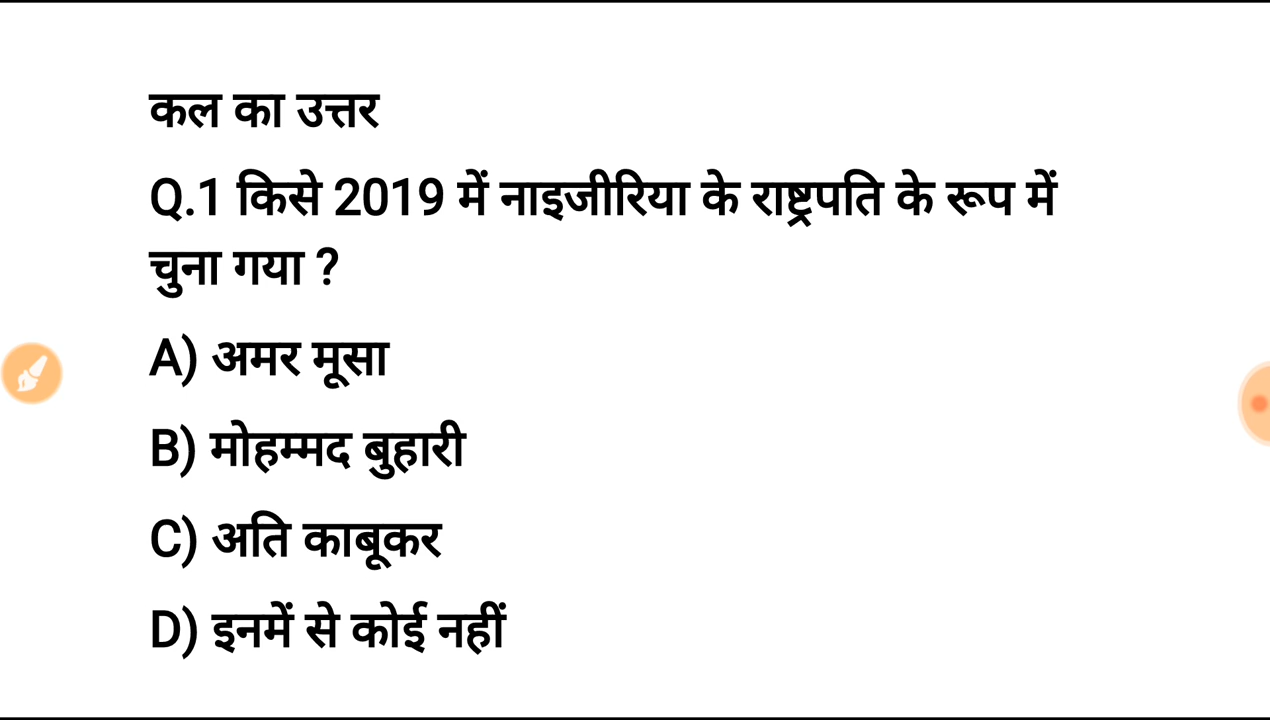 कल का उत्तर
Q.1 किसे 2019 में नाइजीरिया के राष्ट्रपति के रूप में
चुना गया ?
A) अमर मूसा
B) मोहम्मद बुहारी
C) अति काबूकर
D) इनमें से कोई नहीं